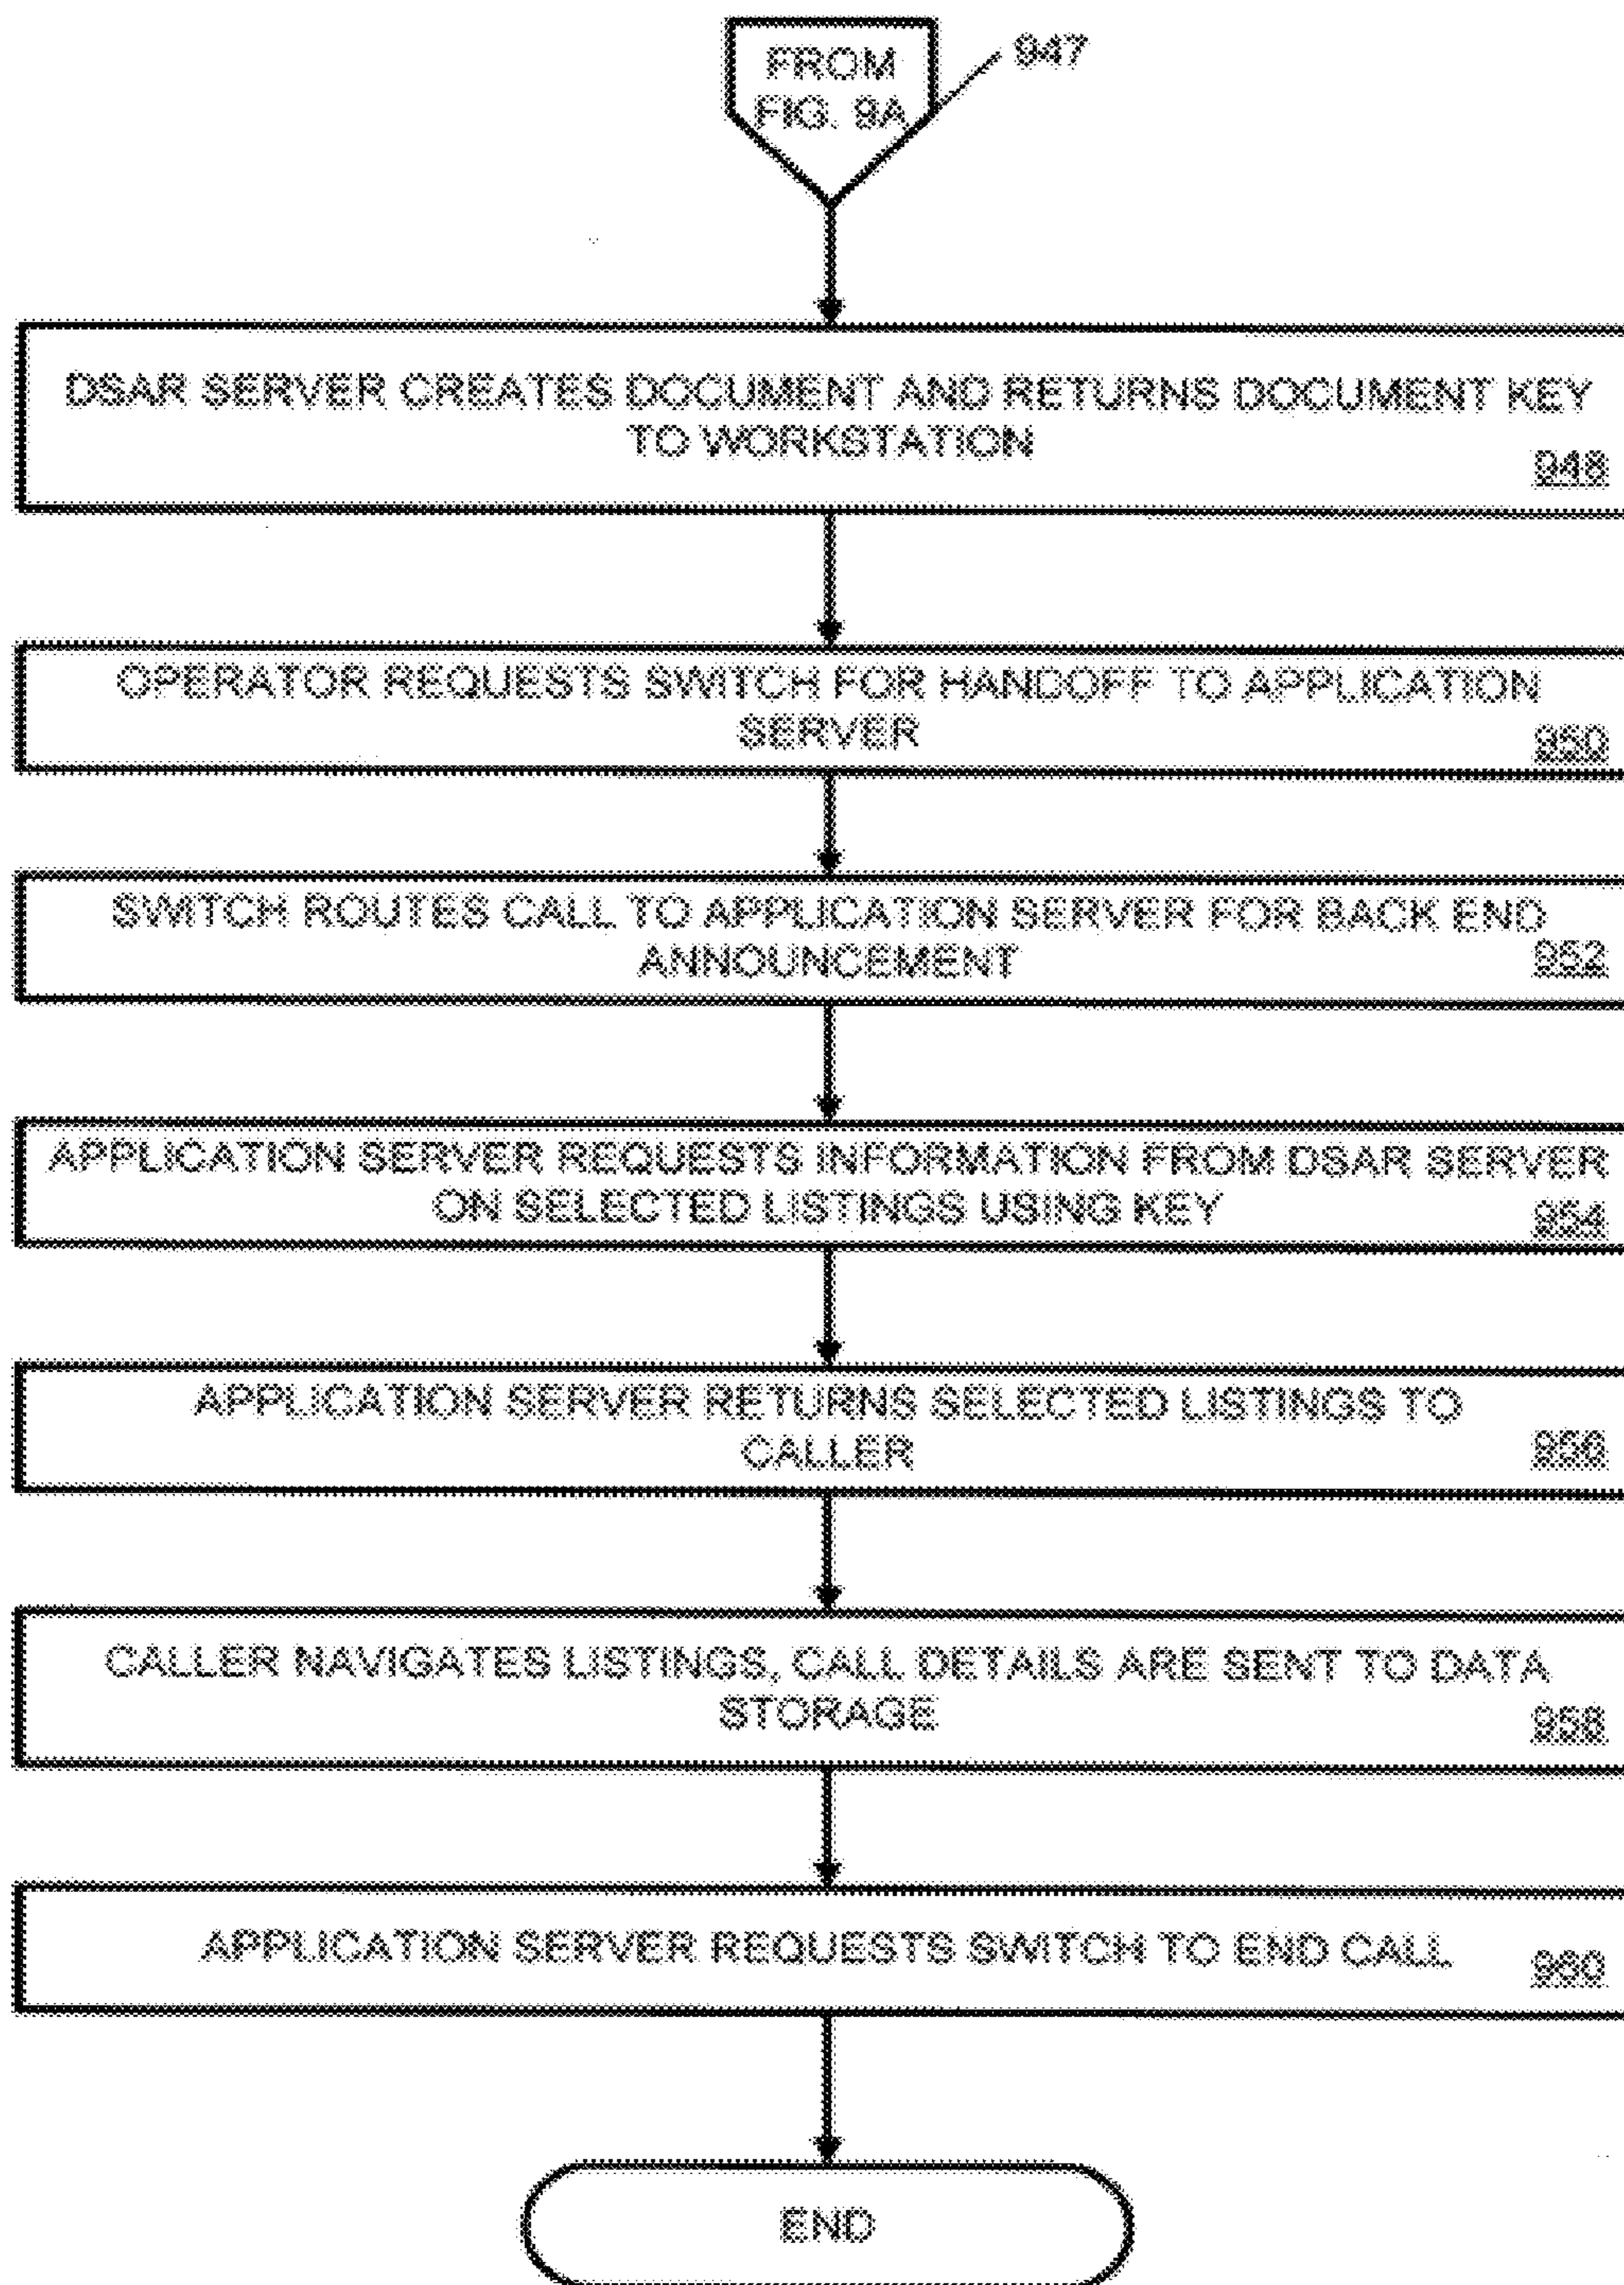 FROM
FIG. 9A
947
DSAR SERVER CREATES DOCUMENT AND RETURNS DOCUMENT KEY
TO WORKSTATION
948
OPERATOR REQUESTS SWITCH FOR HANDOFF TO APPLICATION
SERVER
950
SWITCH ROUTES CALL TO APPLICATION SERVER FOR BACK END
ANNOUNCEMENT
952
APPLICATION SERVER REQUESTS INFORMATION FROM DSAR SERVER
ON SELECTED LISTINGS USING KEY
954
APPLICATION SERVER RETURNS SELECTED LISTINGS TO
CALLER
956
CALLER NAVIGATES LISTINGS, CALL DETAILS ARE SENT TO DATA
STORAGE
958
APPLICATION SERVER REQUESTS SWITCH TO END CALL
960
END